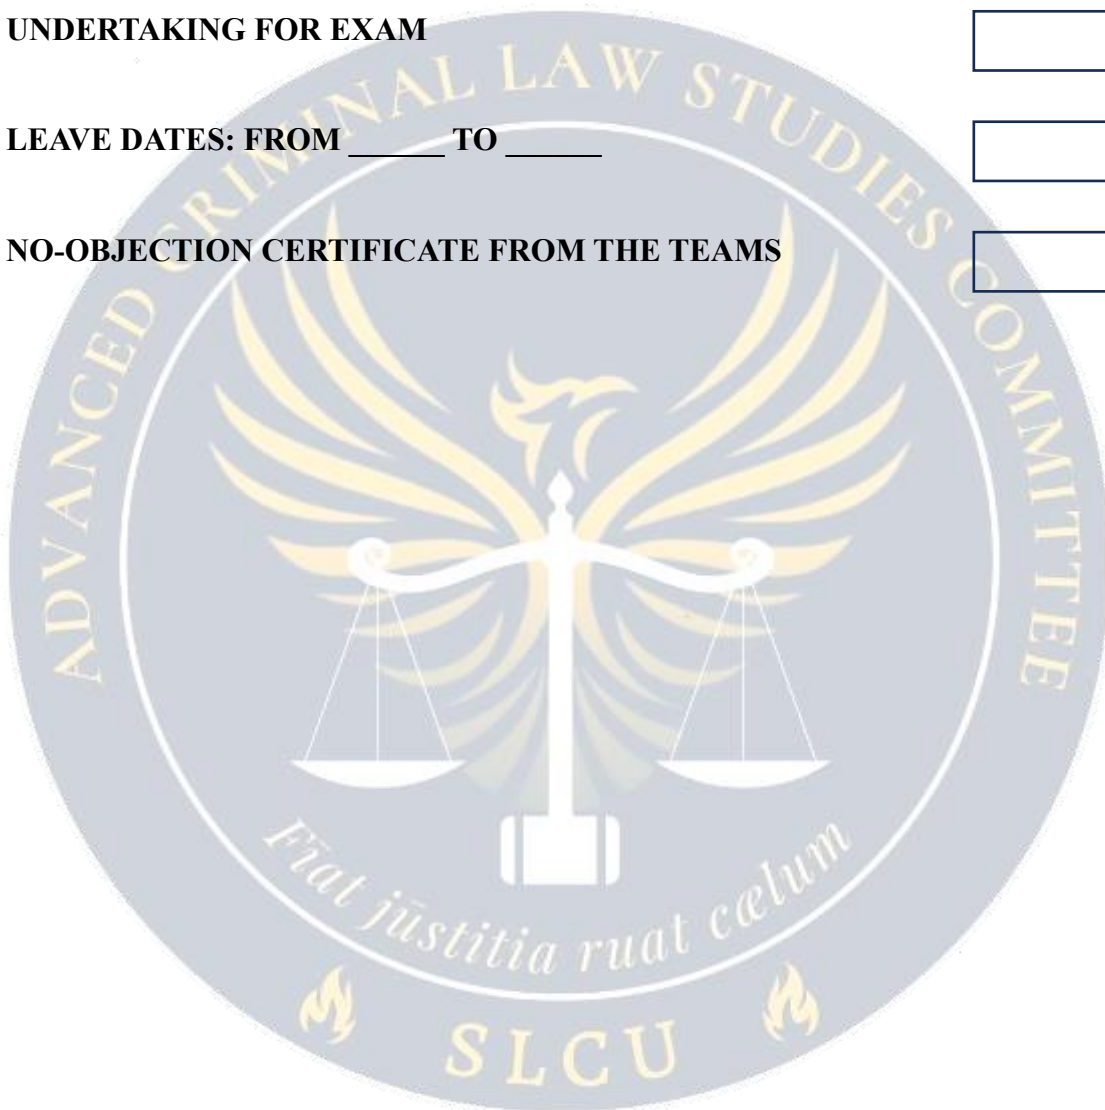 UNDERTAKING FOR EXAM
LEAVE DATES: FROM ______ TO ______
NO-OBJECTION CERTIFICATE FROM THE TEAMS
ADVANCED CRIMINAL LAW STUDIES COMMITTEE
Fīat jūstitia ruat cælum
SLCU